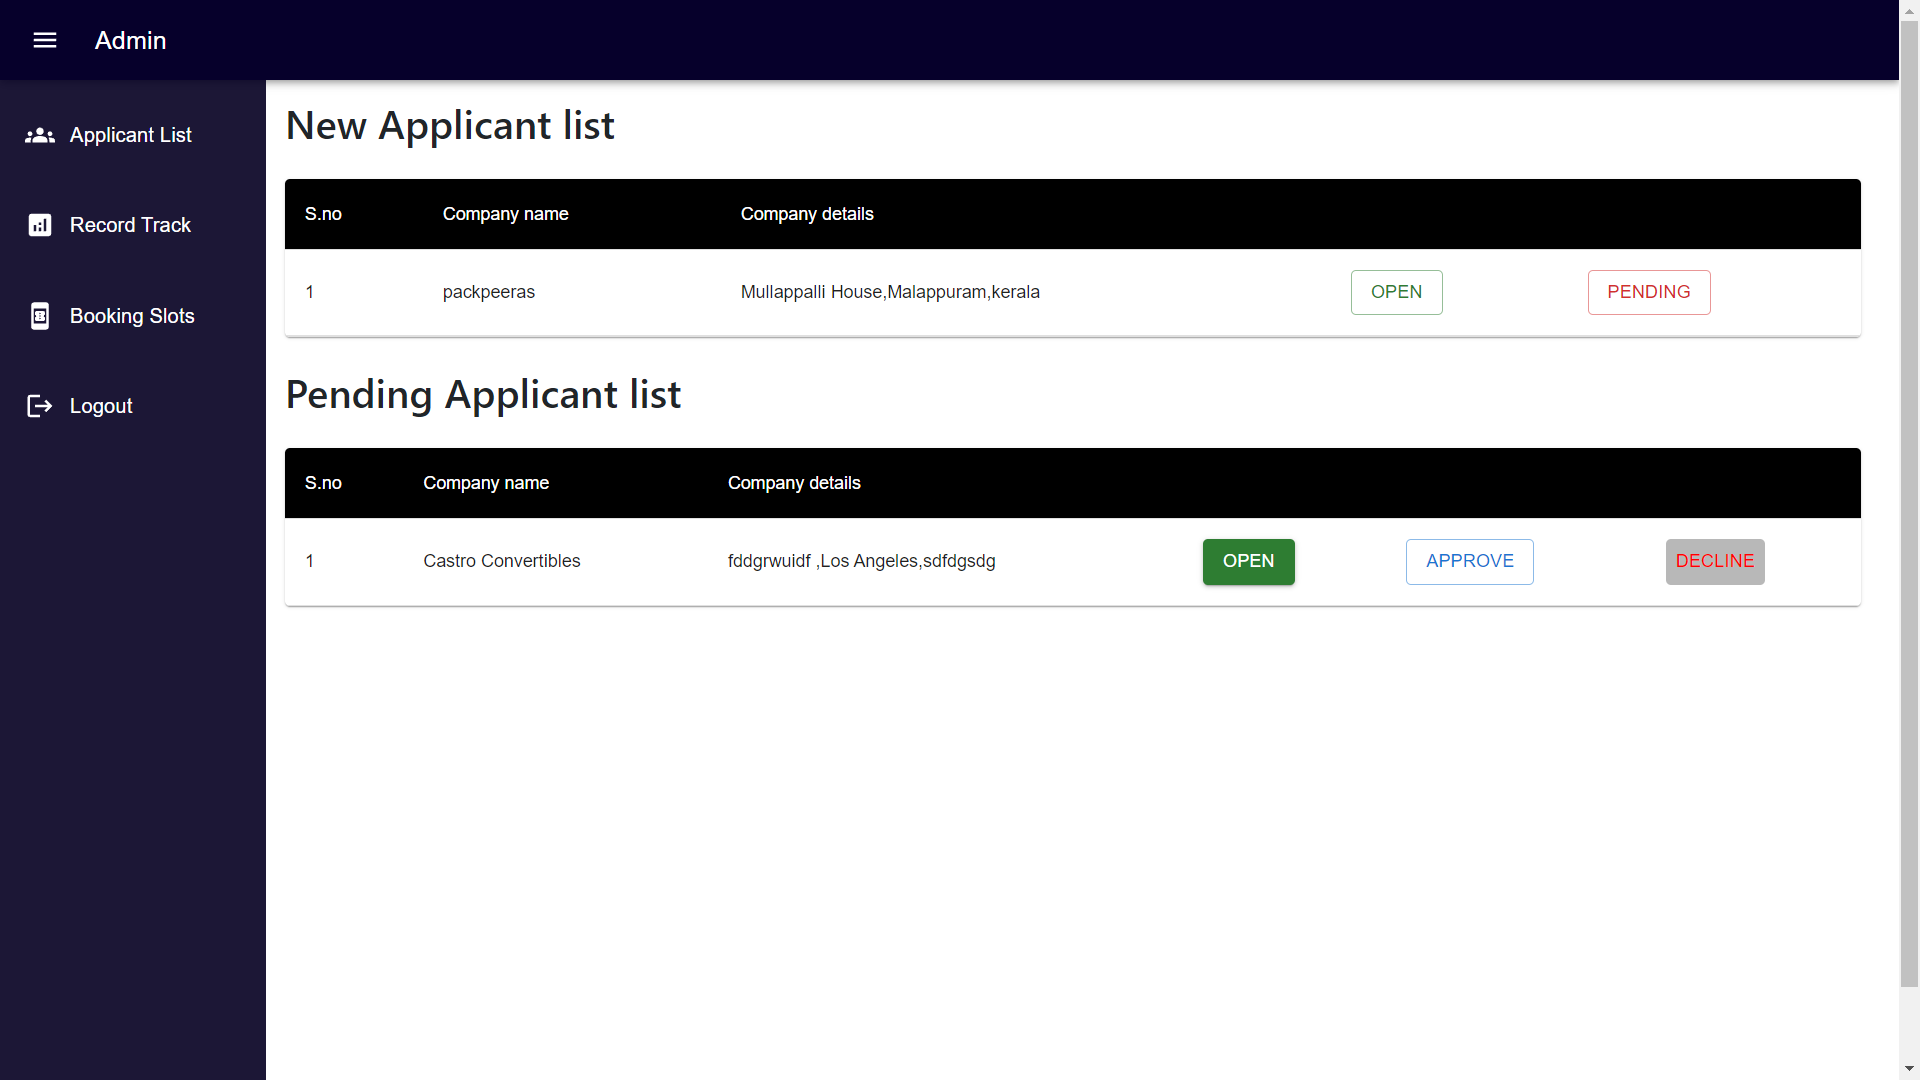 Admin
Applicant List
Record Track
Booking Slots
Logout
New Applicant list
S.no Company name Company details
1 packpeeras Mullappalli House,Malappuram,kerala OPEN PENDING
Pending Applicant list
S.no Company name Company details
1 Castro Convertibles fddgrwuidf ,Los Angeles,sdfdgsdg OPEN APPROVE DECLINE